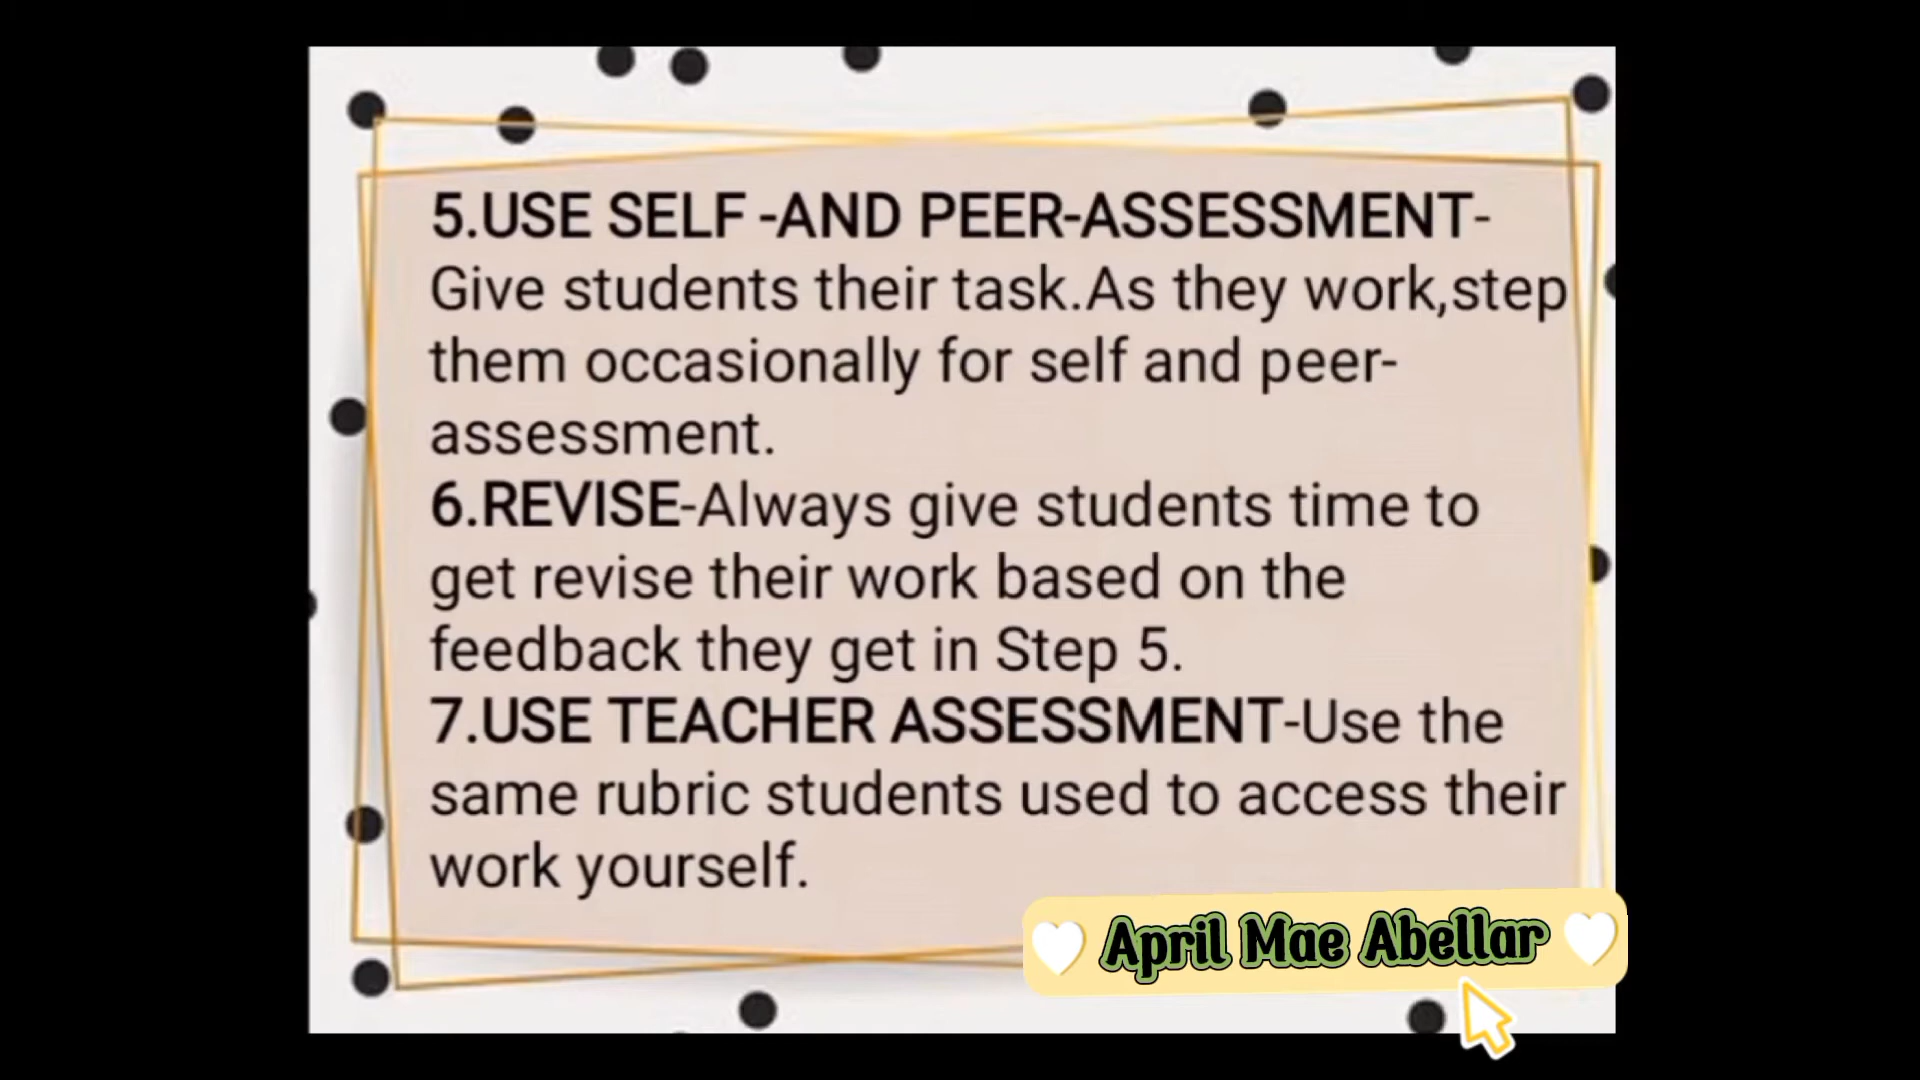 5.USE SELF -AND PEER-ASSESSMENT-
Give students their task.As they work,step
them occasionally for self and peer-
assessment.
6.REVISE-Always give students time to
get revise their work based on the
feedback they get in Step 5.
7.USE TEACHER ASSESSMENT-Use the
same rubric students used to access their
work yourself.
April Mae Abellar